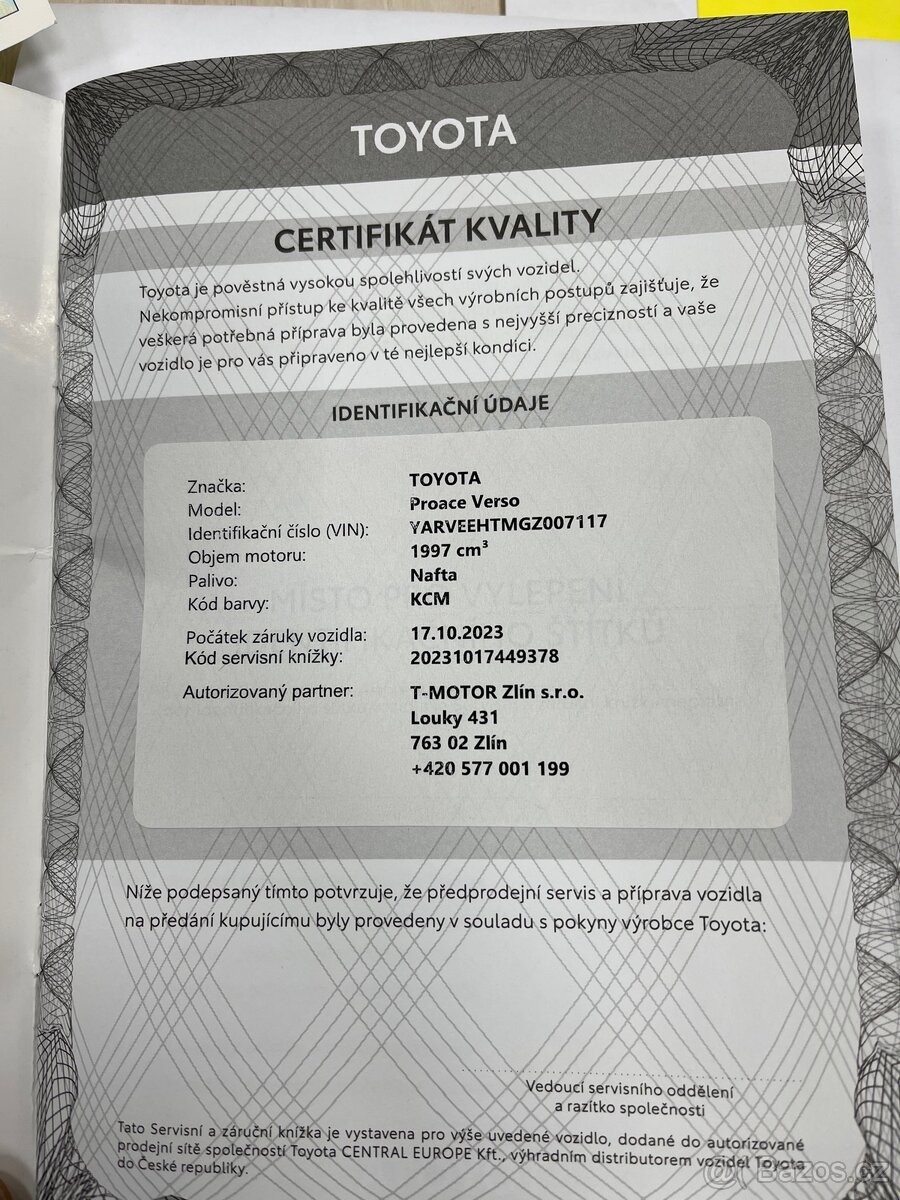 TOYOTA
CERTIFIKÁT KVALITY
Toyota je pověstná vysokou spolehlivostí svých vozidel.
Nekompromisní přístup ke kvalitě všech výrobních postupů zajišťuje, že
veškerá potřebná příprava byla provedena s nejvyšší precizností a vaše
vozidlo je pro vás připraveno v té nejlepší kondici.
IDENTIFIKAČNÍ ÚDAJE
Značka: TOYOTA
Model: Proace Verso
Identifikační číslo (VIN): YARVEEHTMGZ007117
Objem motoru: 1997 cm³
Palivo: Nafta
Kód barvy: KCM
Počátek záruky vozidla: 17.10.2023
Kód servisní knížky: 20231017449378
Autorizovaný partner: T-MOTOR Zlín s.r.o.
Louky 431
763 02 Zlín
+420 577 001 199
Níže podepsaný tímto potvrzuje, že předprodejní servis a příprava vozidla
na předání kupujícímu byly provedeny v souladu s pokyny výrobce Toyota:
Vedoucí servisního oddělení
a razítko společnosti
Tato Servisní a záruční knížka je vystavena pro výše uvedené vozidlo, dodané do autorizované
prodejní sítě společností Toyota CENTRAL EUROPE Kft., výhradním distributorem vozidel Toyota
do České republiky.
Bazos.cz